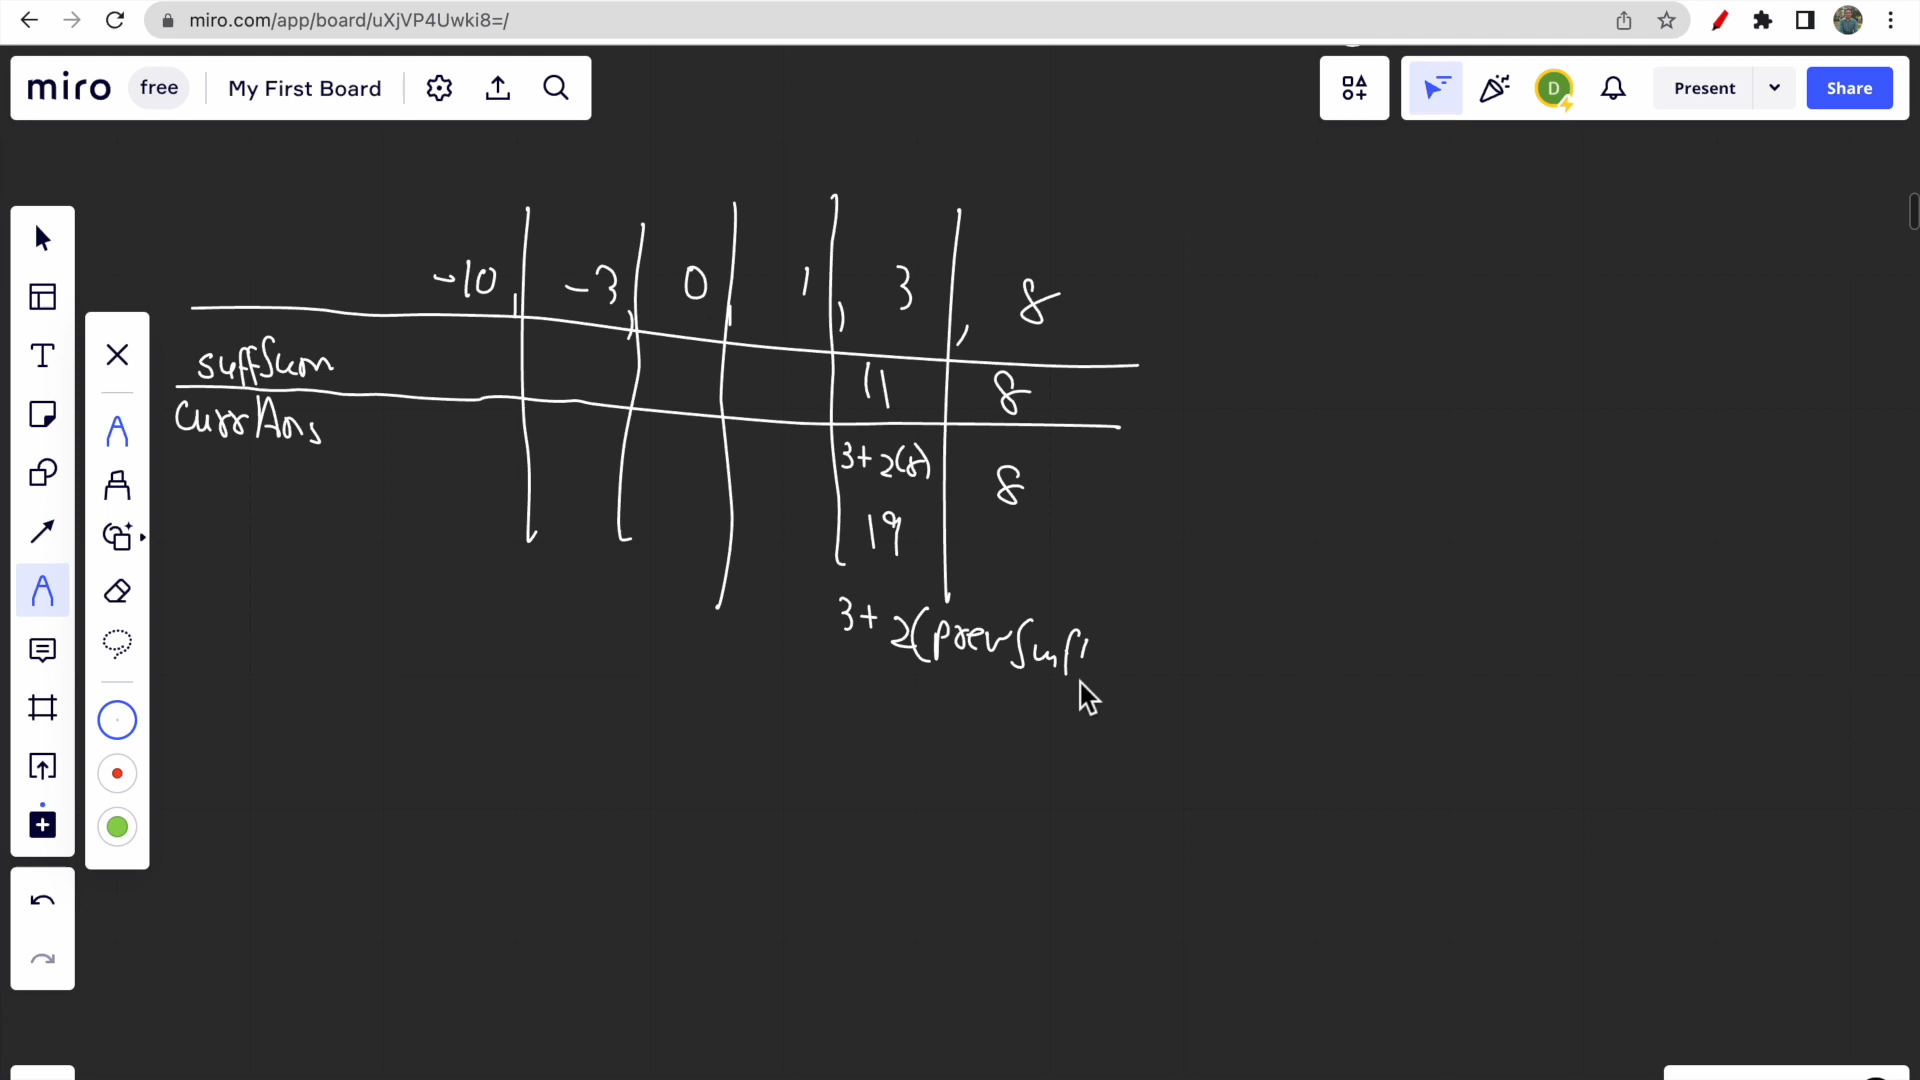 miro.com/app/board/uXjVP4Uwki8=/
miro free My First Board
D Present Share
-10, -3, 0, 1, 3, 8
suffSum 11 8
currAns 3+2(8) 8
19
3+ 2(prevSuff